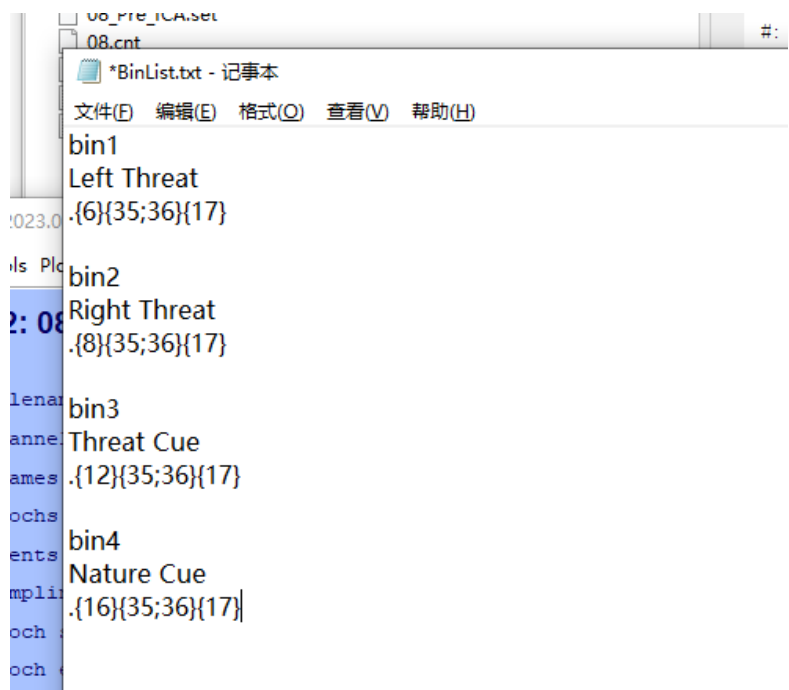 08_Pre_ICA.set
08.cnt
#:
*BinList.txt - 记事本
文件(F) 编辑(E) 格式(O) 查看(V) 帮助(H)
bin1
Left Threat
.{6}{35;36}{17}
bin2
Right Threat
.{8}{35;36}{17}
bin3
Threat Cue
.{12}{35;36}{17}
bin4
Nature Cue
.{16}{35;36}{17}